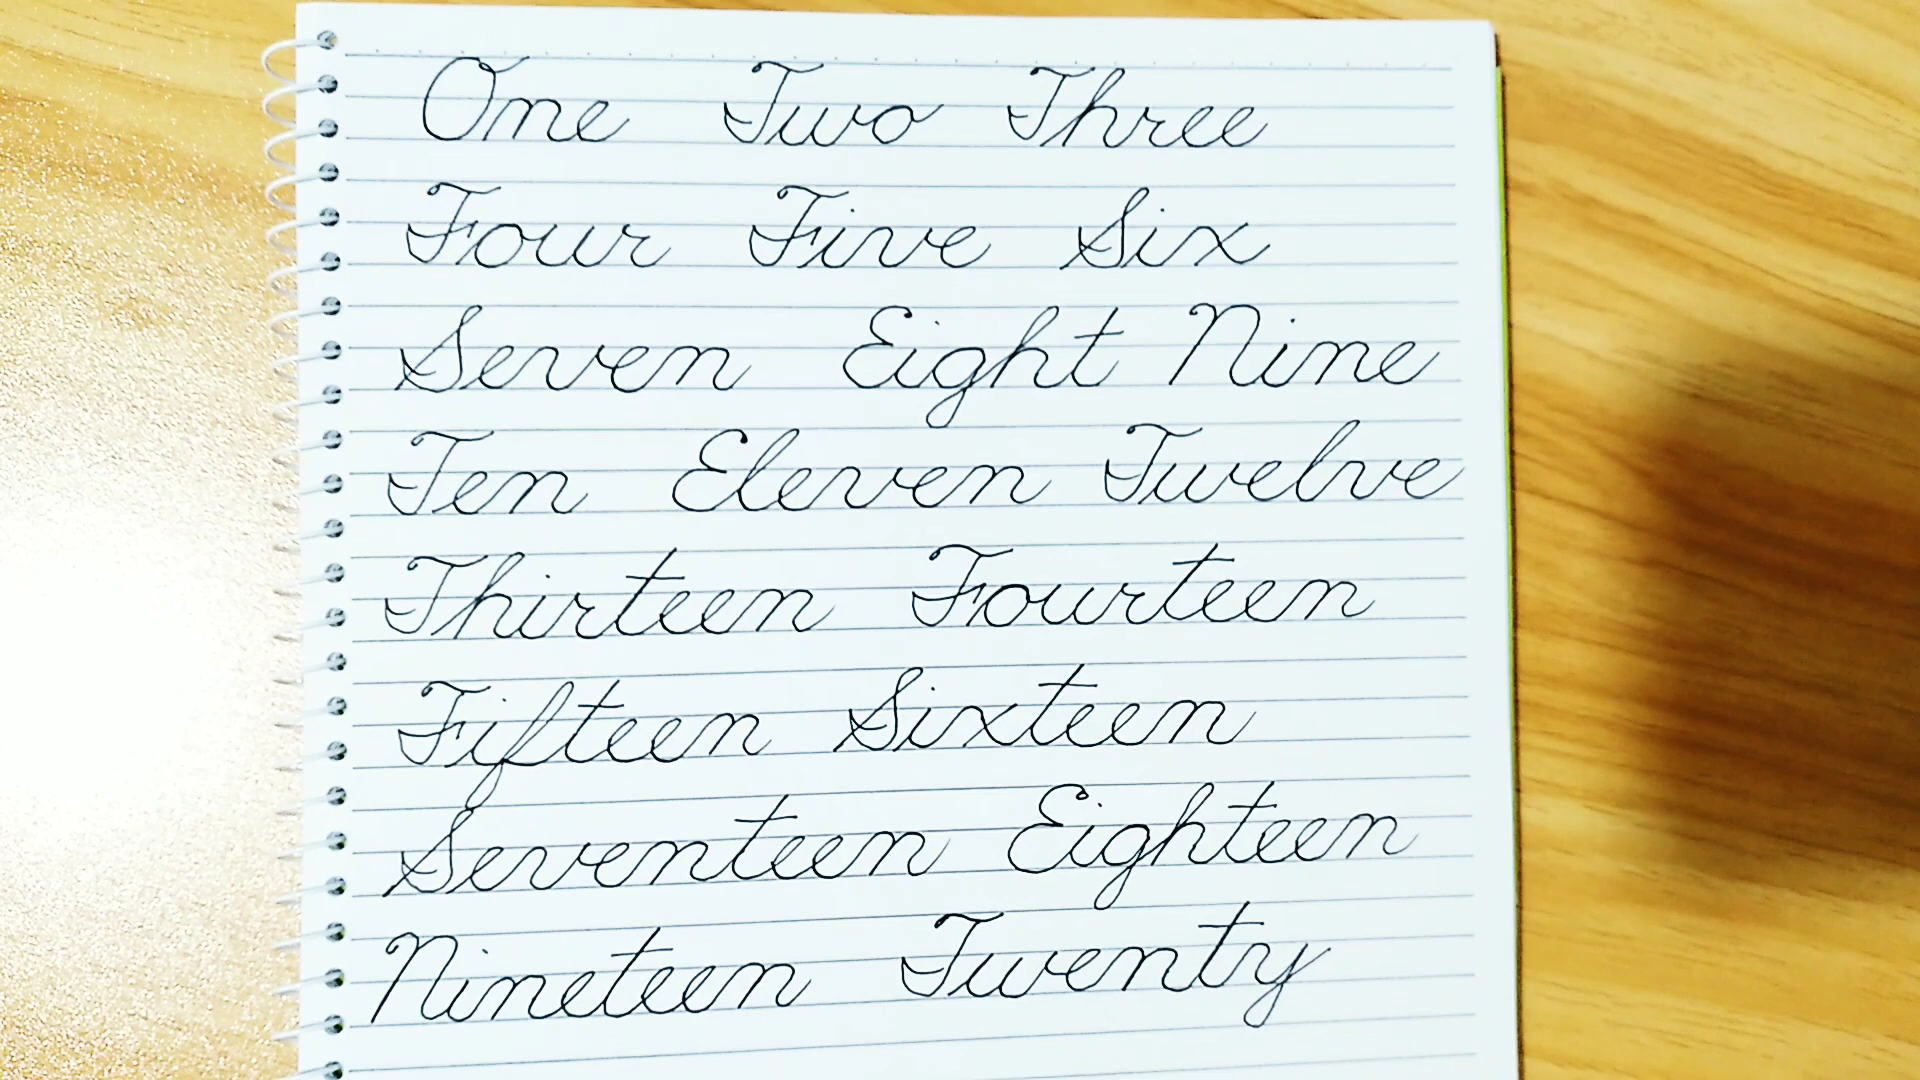 One Two Three
Four Five Six
Seven Eight Nine
Ten Eleven Twelve
Thirteen Fourteen
Fifteen Sixteen
Seventeen Eighteen
Nineteen Twenty